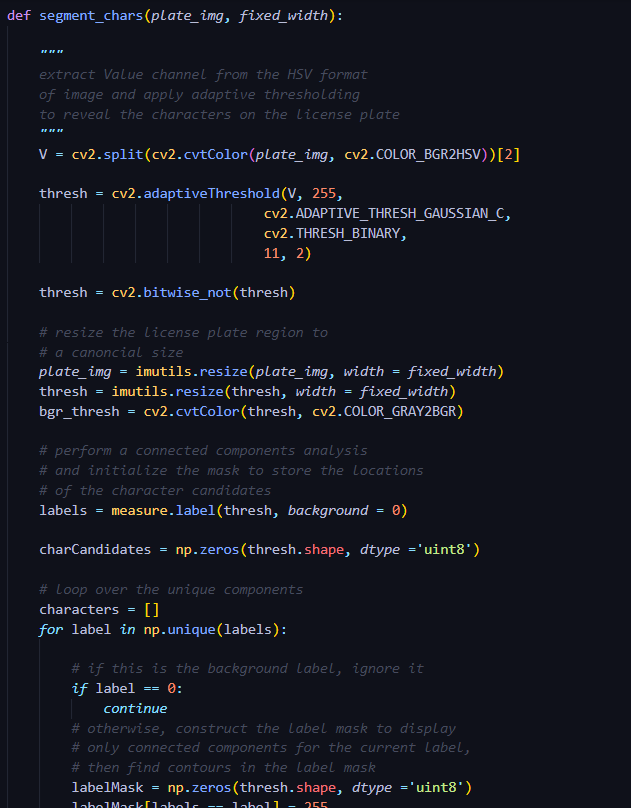 def segment_chars(plate_img, fixed_width):
"""
extract Value channel from the HSV format
of image and apply adaptive thresholding
to reveal the characters on the license plate
"""
V = cv2.split(cv2.cvtColor(plate_img, cv2.COLOR_BGR2HSV))[2]
thresh = cv2.adaptiveThreshold(V, 255,
cv2.ADAPTIVE_THRESH_GAUSSIAN_C,
cv2.THRESH_BINARY,
11, 2)
thresh = cv2.bitwise_not(thresh)
# resize the license plate region to
# a canoncial size
plate_img = imutils.resize(plate_img, width = fixed_width)
thresh = imutils.resize(thresh, width = fixed_width)
bgr_thresh = cv2.cvtColor(thresh, cv2.COLOR_GRAY2BGR)
# perform a connected components analysis
# and initialize the mask to store the locations
# of the character candidates
labels = measure.label(thresh, background = 0)
charCandidates = np.zeros(thresh.shape, dtype ='uint8')
# loop over the unique components
characters = []
for label in np.unique(labels):
# if this is the background label, ignore it
if label == 0:
continue
# otherwise, construct the label mask to display
# only connected components for the current label,
# then find contours in the label mask
labelMask = np.zeros(thresh.shape, dtype ='uint8')
labelMask[labels == label] = 255